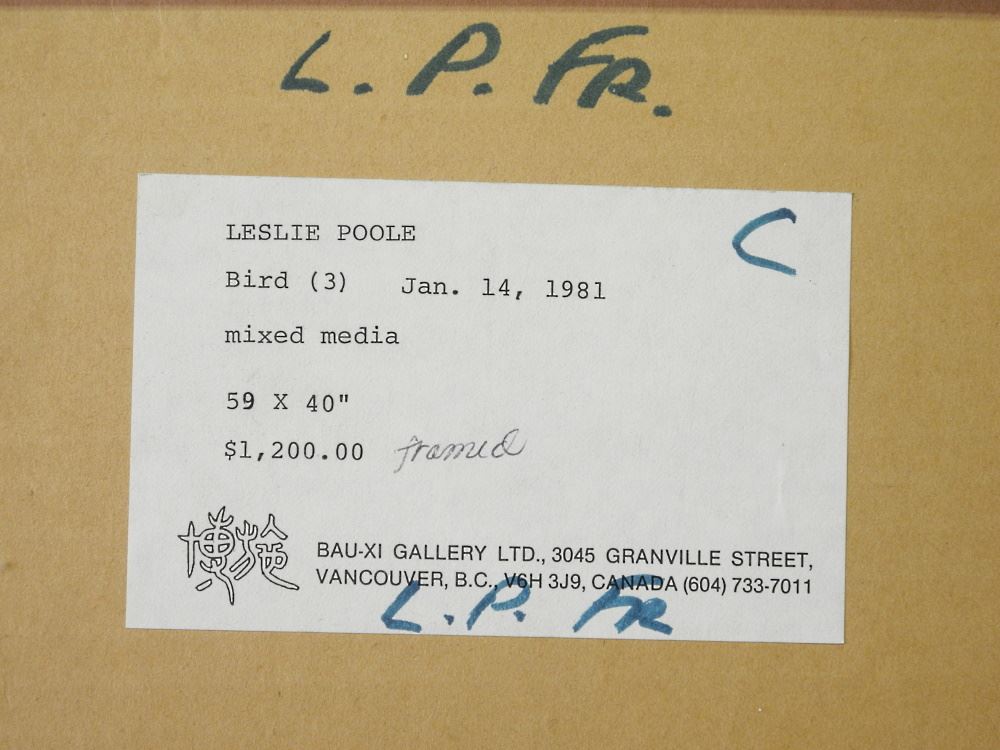 L. P. FR.
C
LESLIE POOLE
Bird (3) Jan. 14, 1981
mixed media
59 X 40"
$1,200.00 framed
博施
BAU-XI GALLERY LTD., 3045 GRANVILLE STREET,
VANCOUVER, B.C., V6H 3J9, CANADA (604) 733-7011
L. P. FR